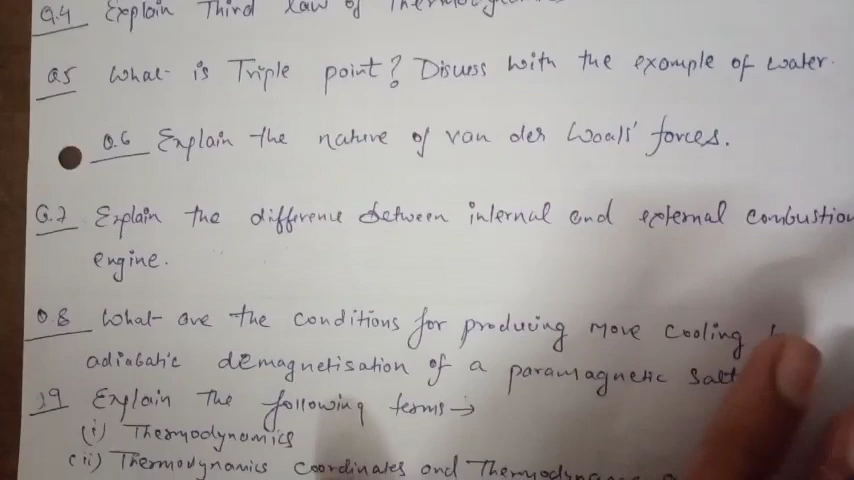 Q.4 Explain Third law of Thermodynamics
Q5 What is Triple point? Discuss with the example of water.
Q.6 Explain the nature of van der Waals' forces.
Q.7 Explain the difference between internal and external combustion
engine.
Q.8 What are the conditions for producing more cooling
adiabatic demagnetisation of a paramagnetic salt
Q9 Explain the following terms →
(i) Thermodynamics
(ii) Thermodynamics coordinates and